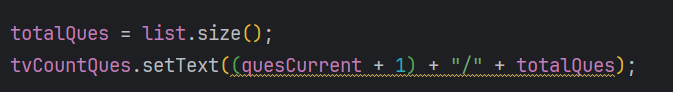 totalQues = list.size();
tvCountQues.setText((quesCurrent + 1) + "/" + totalQues);